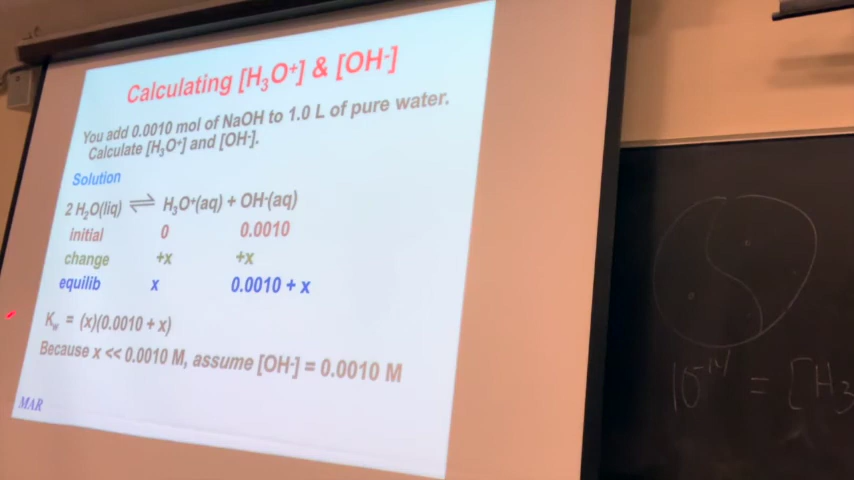 Calculating [H₃O⁺] & [OH⁻]
You add 0.0010 mol of NaOH to 1.0 L of pure water.
Calculate [H₃O⁺] and [OH⁻].
Solution
2 H₂O(liq) ⇌ H₃O⁺(aq) + OH⁻(aq)
initial 0 0.0010
change +x +x
equilib x 0.0010 + x
K_w = (x)(0.0010 + x)
Because x << 0.0010 M, assume [OH⁻] = 0.0010 M
MAR
10⁻¹⁴ = [H₃